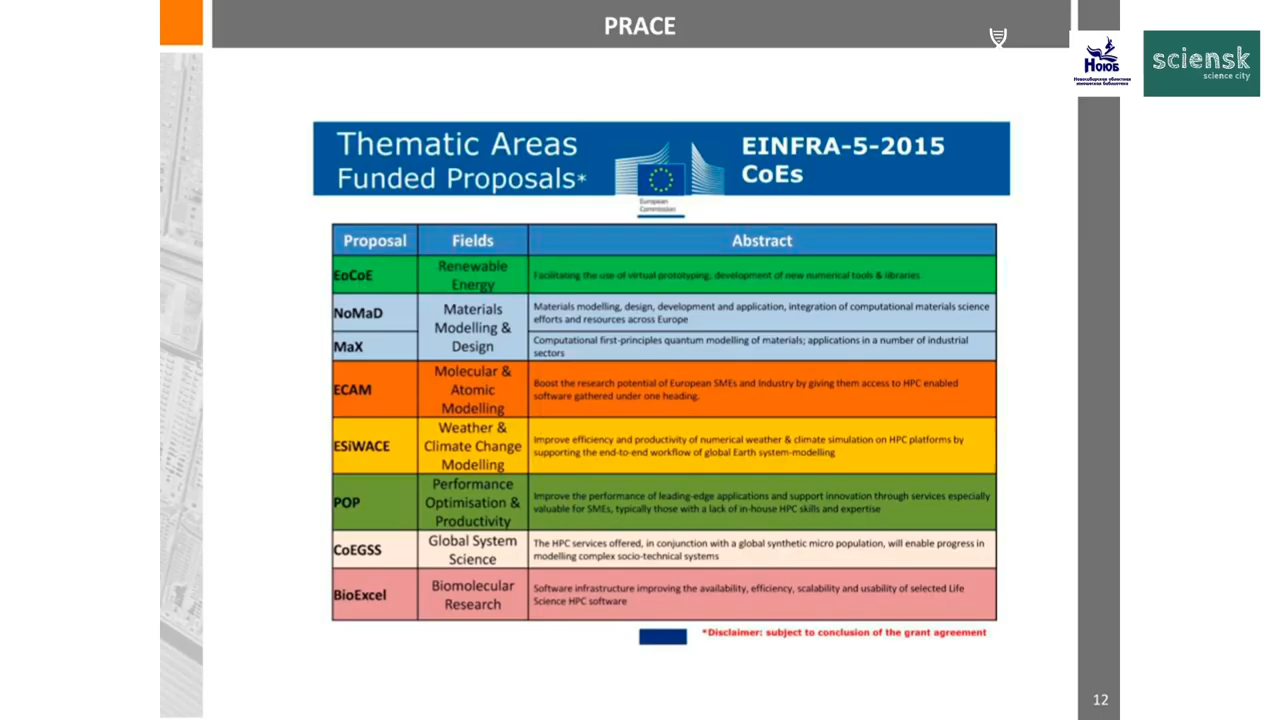 PRACE
НОЮБ
Новосибирская областная
юношеская библиотека
sciensk
science city
Thematic Areas
Funded Proposals*
European
Commission
EINFRA-5-2015
CoEs
Proposal Fields Abstract
EoCoE
Renewable
Energy
Facilitating the use of virtual prototyping, development of new numerical tools & libraries
NoMaD
Materials
Modelling &
Design
Materials modelling, design, development and application, integration of computational materials science
efforts and resources across Europe
MaX
Computational first-principles quantum modelling of materials; applications in a number of industrial
sectors
ECAM
Molecular &
Atomic
Modelling
Boost the research potential of European SMEs and Industry by giving them access to HPC enabled
software gathered under one heading.
ESiWACE
Weather &
Climate Change
Modelling
Improve efficiency and productivity of numerical weather & climate simulation on HPC platforms by
supporting the end-to-end workflow of global Earth system-modelling
POP
Performance
Optimisation &
Productivity
Improve the performance of leading-edge applications and support innovation through services especially
valuable for SMEs, typically those with a lack of in-house HPC skills and expertise
CoEGSS
Global System
Science
The HPC services offered, in conjunction with a global synthetic micro population, will enable progress in
modelling complex socio-technical systems
BioExcel
Biomolecular
Research
Software infrastructure improving the availability, efficiency, scalability and usability of selected Life
Science HPC software
*Disclaimer: subject to conclusion of the grant agreement
12